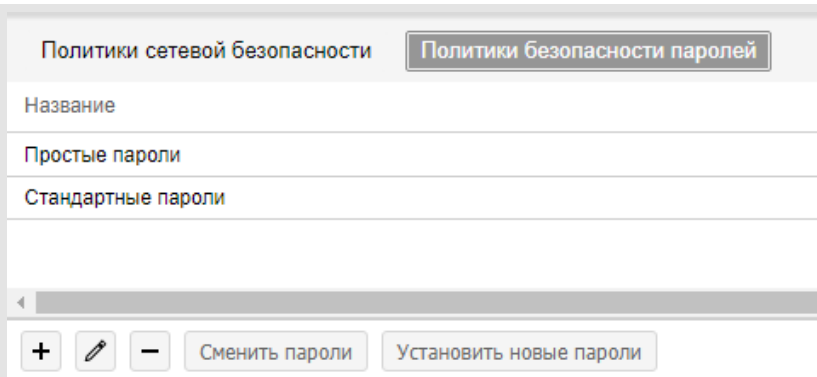 Политики сетевой безопасности Политики безопасности паролей
Название
Простые пароли
Стандартные пароли
Сменить пароли Установить новые пароли